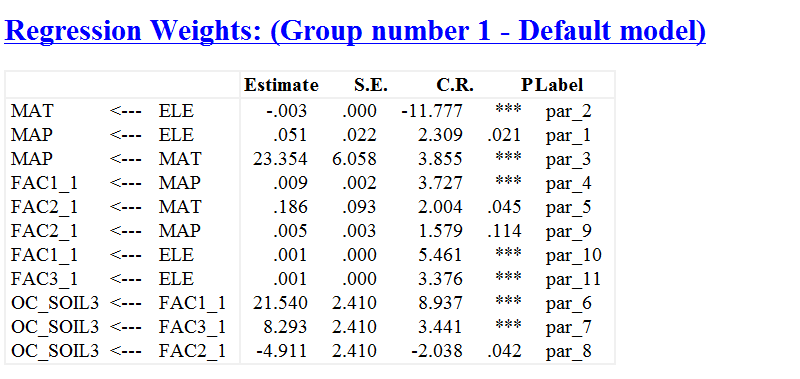 Regression Weights: (Group number 1 - Default model)
Estimate S.E. C.R. P Label
MAT <--- ELE -.003 .000 -11.777 *** par_2
MAP <--- ELE .051 .022 2.309 .021 par_1
MAP <--- MAT 23.354 6.058 3.855 *** par_3
FAC1_1 <--- MAP .009 .002 3.727 *** par_4
FAC2_1 <--- MAT .186 .093 2.004 .045 par_5
FAC2_1 <--- MAP .005 .003 1.579 .114 par_9
FAC1_1 <--- ELE .001 .000 5.461 *** par_10
FAC3_1 <--- ELE .001 .000 3.376 *** par_11
OC_SOIL3 <--- FAC1_1 21.540 2.410 8.937 *** par_6
OC_SOIL3 <--- FAC3_1 8.293 2.410 3.441 *** par_7
OC_SOIL3 <--- FAC2_1 -4.911 2.410 -2.038 .042 par_8